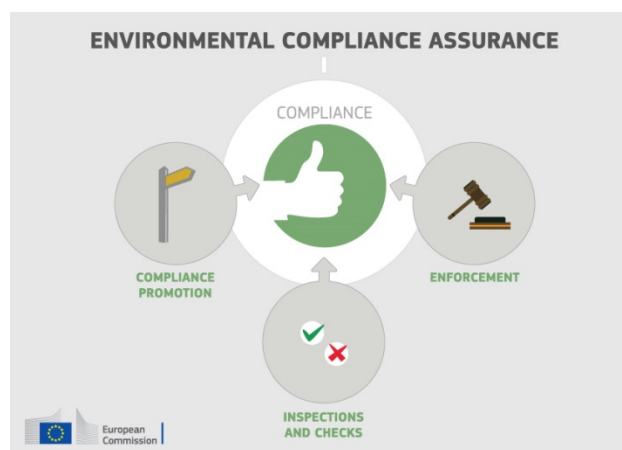 ENVIRONMENTAL COMPLIANCE ASSURANCE
COMPLIANCE
COMPLIANCE
PROMOTION
ENFORCEMENT
INSPECTIONS
AND CHECKS
European
Commission